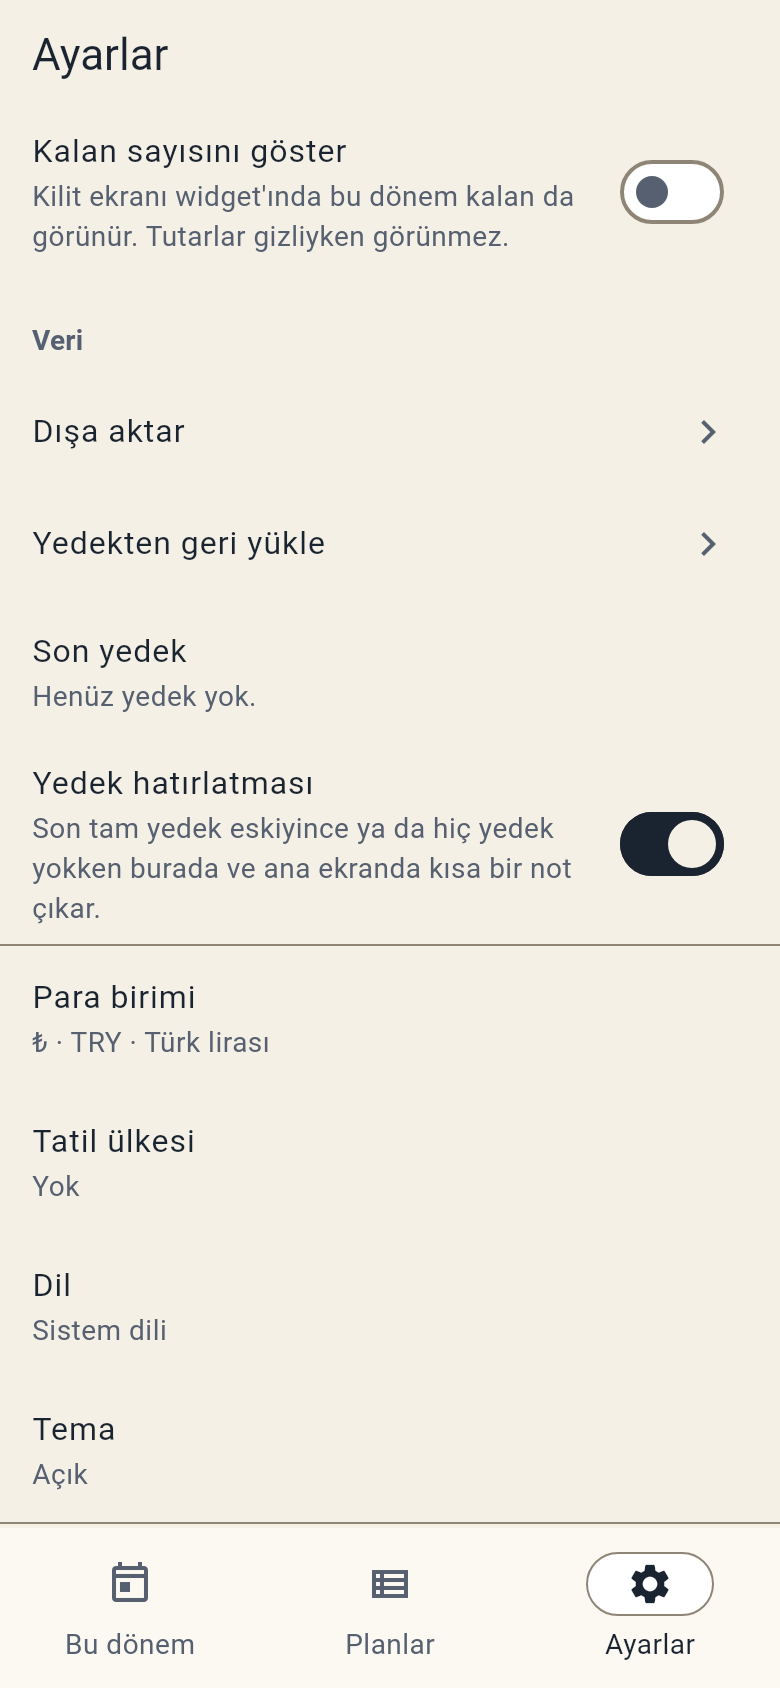 Ayarlar
Kalan sayısını göster
Kilit ekranı widget'ında bu dönem kalan da
görünür. Tutarlar gizliyken görünmez.
Veri
Dışa aktar
Yedekten geri yükle
Son yedek
Henüz yedek yok.
Yedek hatırlatması
Son tam yedek eskiyince ya da hiç yedek
yokken burada ve ana ekranda kısa bir not
çıkar.
Para birimi
₺ · TRY · Türk lirası
Tatil ülkesi
Yok
Dil
Sistem dili
Tema
Açık
Bu dönem
Planlar
Ayarlar